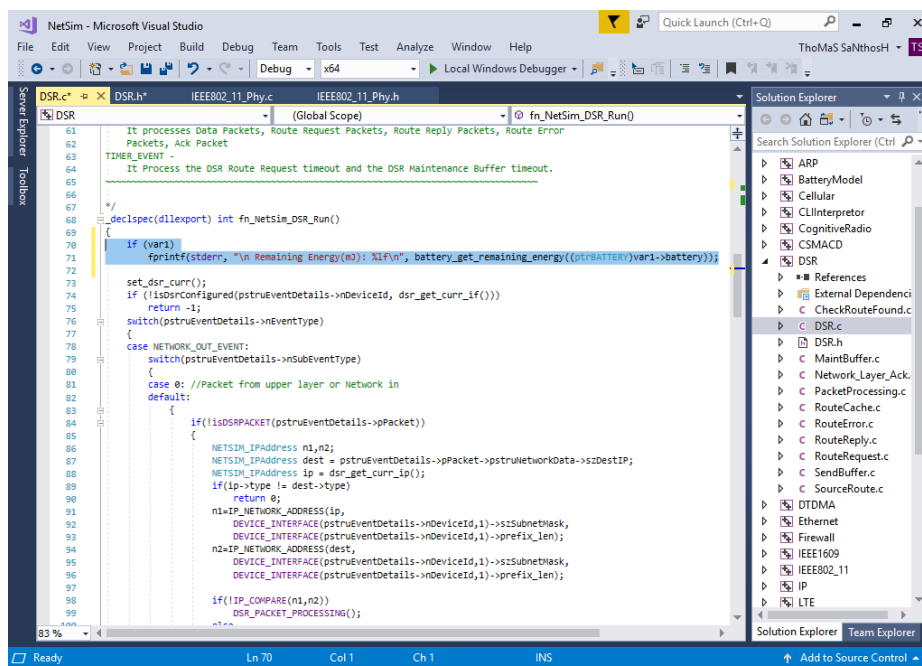 NetSim - Microsoft Visual Studio
Quick Launch (Ctrl+Q)
File Edit View Project Build Debug Team Tools Test Analyze Window Help
ThoMaS SaNthosH
TS
Debug x64 Local Windows Debugger
Server Explorer
Toolbox
DSR.c* DSR.h* IEEE802_11_Phy.c IEEE802_11_Phy.h
DSR (Global Scope) fn_NetSim_DSR_Run()
61 It processes Data Packets, Route Request Packets, Route Reply Packets, Route Error
62 Packets, Ack Packet
63 TIMER_EVENT -
64 It Process the DSR Route Request timeout and the DSR Maintenance Buffer timeout.
65 ~~~~~~~~~~~~~~~~~~~~~~~~~~~~~~~~~~~~~~~~~~~~~~~~~~~~~~~~~~~~~~~~~~~~~~~~~~~~~~~~~
66
67 */
68 _declspec(dllexport) int fn_NetSim_DSR_Run()
69 {
70 if (var1)
71 fprintf(stderr, "\n Remaining Energy(mJ): %lf\n", battery_get_remaining_energy((ptrBATTERY)var1->battery));
72
73 set_dsr_curr();
74 if (!isDsrConfigured(pstruEventDetails->nDeviceId, dsr_get_curr_if()))
75 return -1;
76 switch(pstruEventDetails->nEventType)
77 {
78 case NETWORK_OUT_EVENT:
79 switch(pstruEventDetails->nSubEventType)
80 {
81 case 0: //Packet from upper layer or Network in
82 default:
83 {
84 if(!isDSRPACKET(pstruEventDetails->pPacket))
85 {
86 NETSIM_IPAddress n1,n2;
87 NETSIM_IPAddress dest = pstruEventDetails->pPacket->pstruNetworkData->szDestIP;
88 NETSIM_IPAddress ip = dsr_get_curr_ip();
89 if(ip->type != dest->type)
90 return 0;
91 n1=IP_NETWORK_ADDRESS(ip,
92 DEVICE_INTERFACE(pstruEventDetails->nDeviceId,1)->szSubnetMask,
93 DEVICE_INTERFACE(pstruEventDetails->nDeviceId,1)->prefix_len);
94 n2=IP_NETWORK_ADDRESS(dest,
95 DEVICE_INTERFACE(pstruEventDetails->nDeviceId,1)->szSubnetMask,
96 DEVICE_INTERFACE(pstruEventDetails->nDeviceId,1)->prefix_len);
97
98 if(!IP_COMPARE(n1,n2))
99 DSR_PACKET_PROCESSING();
83 %
Solution Explorer
Search Solution Explorer (Ctrl
ARP
BatteryModel
Cellular
CLIInterpretor
CognitiveRadio
CSMACD
DSR
References
External Dependenci
CheckRouteFound.c
DSR.c
DSR.h
MaintBuffer.c
Network_Layer_Ack.
PacketProcessing.c
RouteCache.c
RouteError.c
RouteReply.c
RouteRequest.c
SendBuffer.c
SourceRoute.c
DTDMA
Ethernet
Firewall
IEEE1609
IEEE802_11
IP
LTE
Solution Explorer Team Explorer
Ready Ln 70 Col 1 Ch 1 INS Add to Source Control